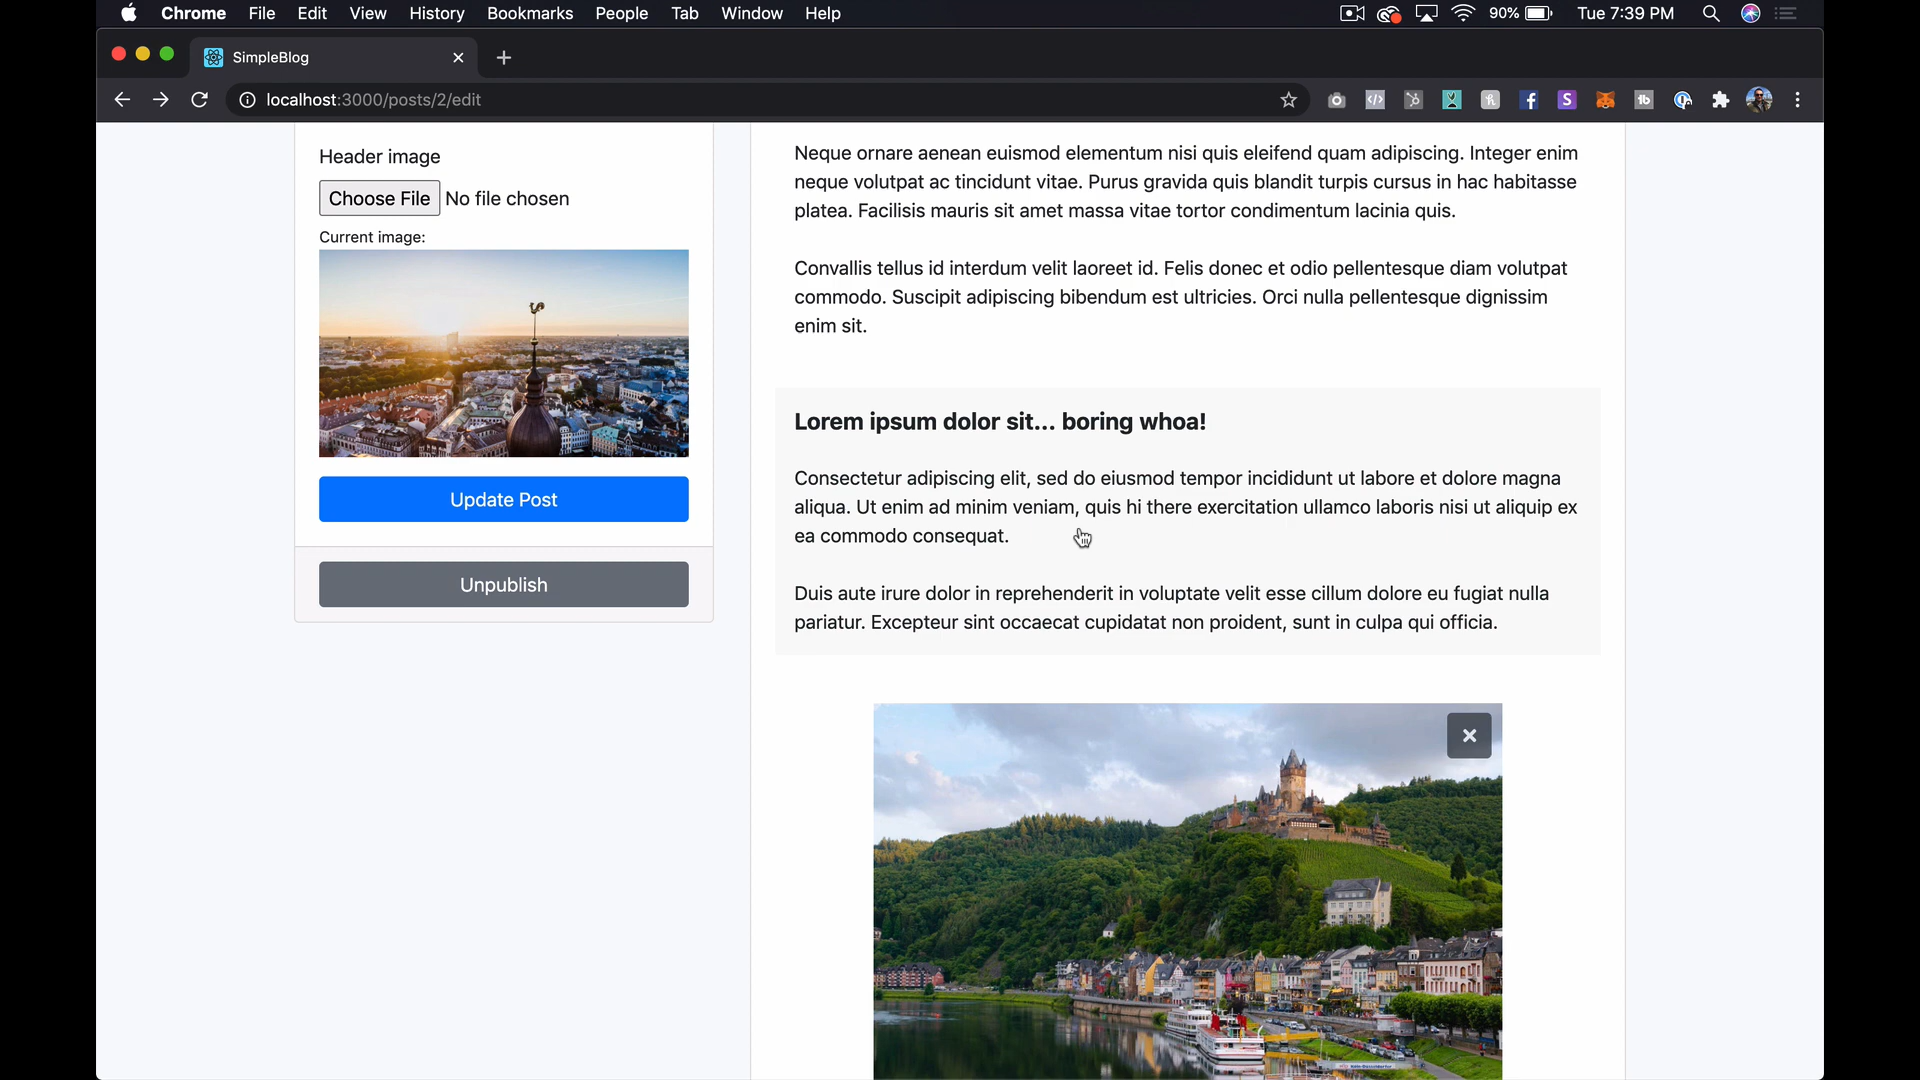 Chrome File Edit View History Bookmarks People Tab Window Help
90% Tue 7:39 PM
SimpleBlog
localhost:3000/posts/2/edit
Header image
Choose File No file chosen
Current image:
Update Post
Unpublish
Neque ornare aenean euismod elementum nisi quis eleifend quam adipiscing. Integer enim
neque volutpat ac tincidunt vitae. Purus gravida quis blandit turpis cursus in hac habitasse
platea. Facilisis mauris sit amet massa vitae tortor condimentum lacinia quis.
Convallis tellus id interdum velit laoreet id. Felis donec et odio pellentesque diam volutpat
commodo. Suscipit adipiscing bibendum est ultricies. Orci nulla pellentesque dignissim
enim sit.
Lorem ipsum dolor sit... boring whoa!
Consectetur adipiscing elit, sed do eiusmod tempor incididunt ut labore et dolore magna
aliqua. Ut enim ad minim veniam, quis hi there exercitation ullamco laboris nisi ut aliquip ex
ea commodo consequat.
Duis aute irure dolor in reprehenderit in voluptate velit esse cillum dolore eu fugiat nulla
pariatur. Excepteur sint occaecat cupidatat non proident, sunt in culpa qui officia.